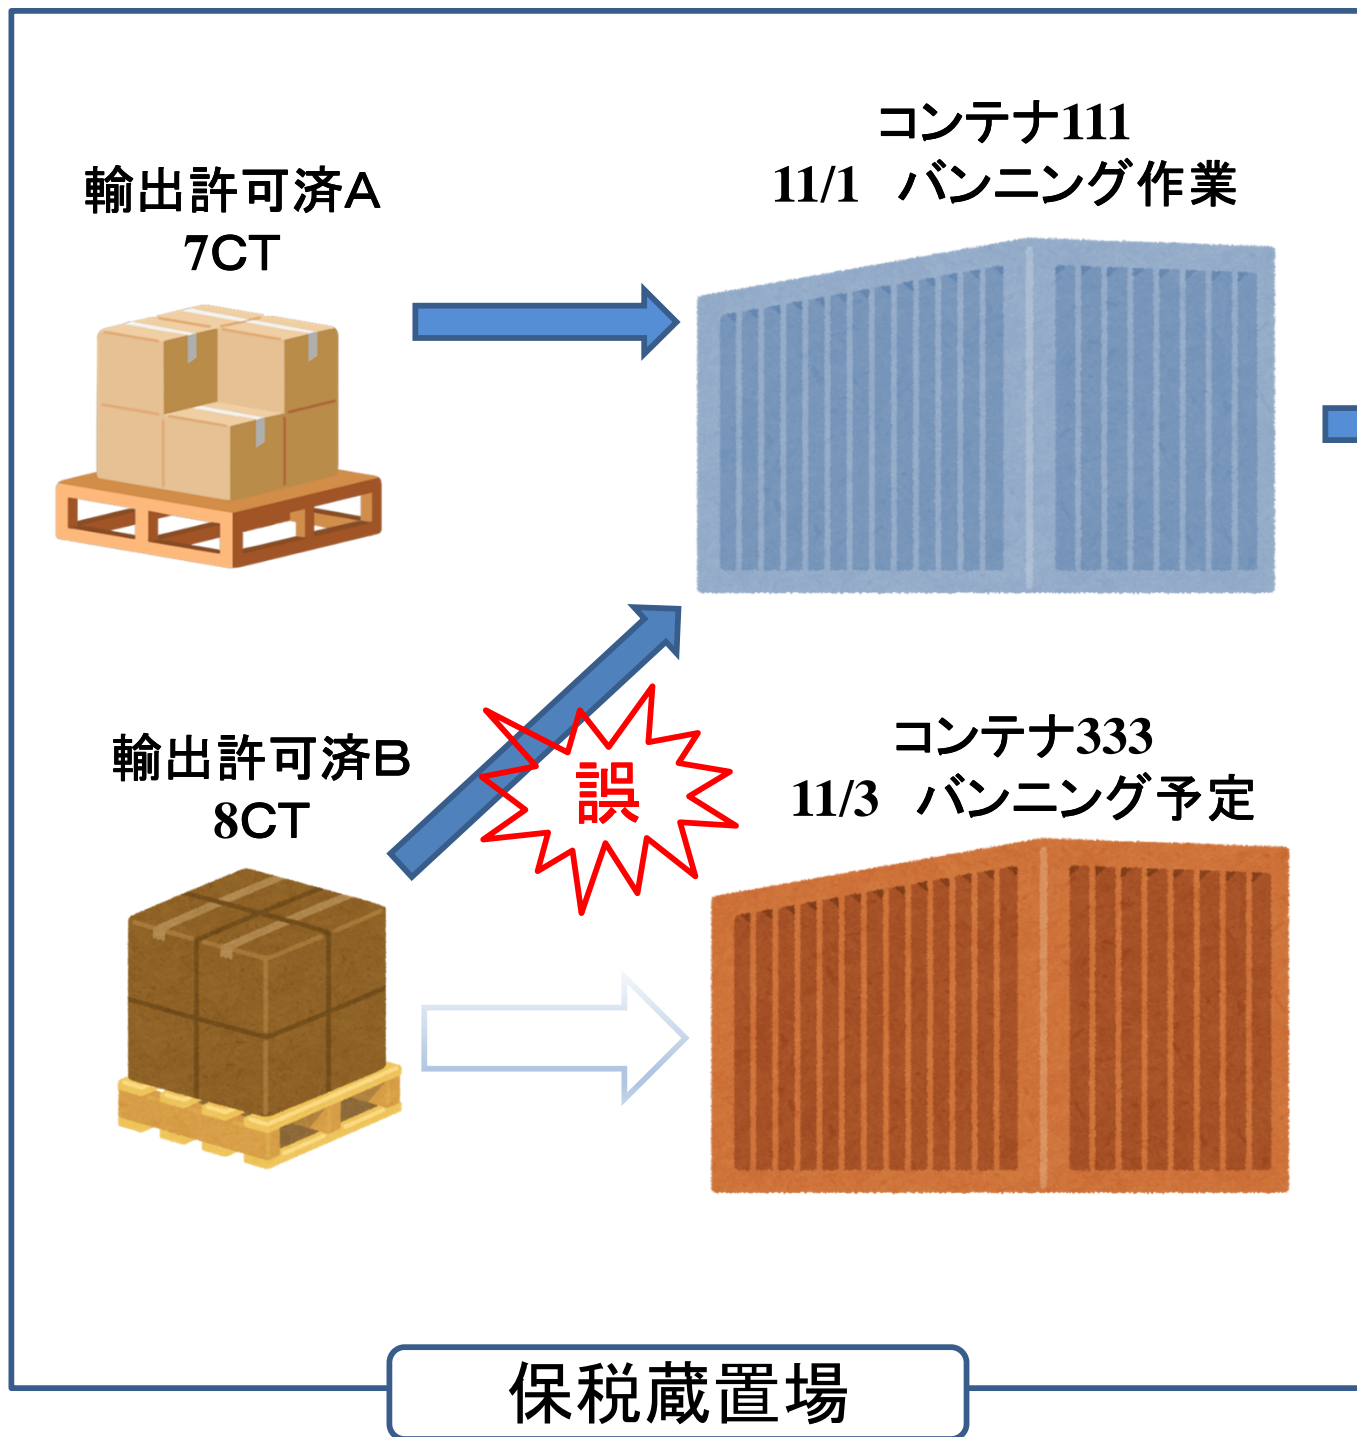 輸出許可済A
7CT
コンテナ111
11/1　バンニング作業
輸出許可済B
8CT
誤
コンテナ333
11/3　バンニング予定
保税蔵置場